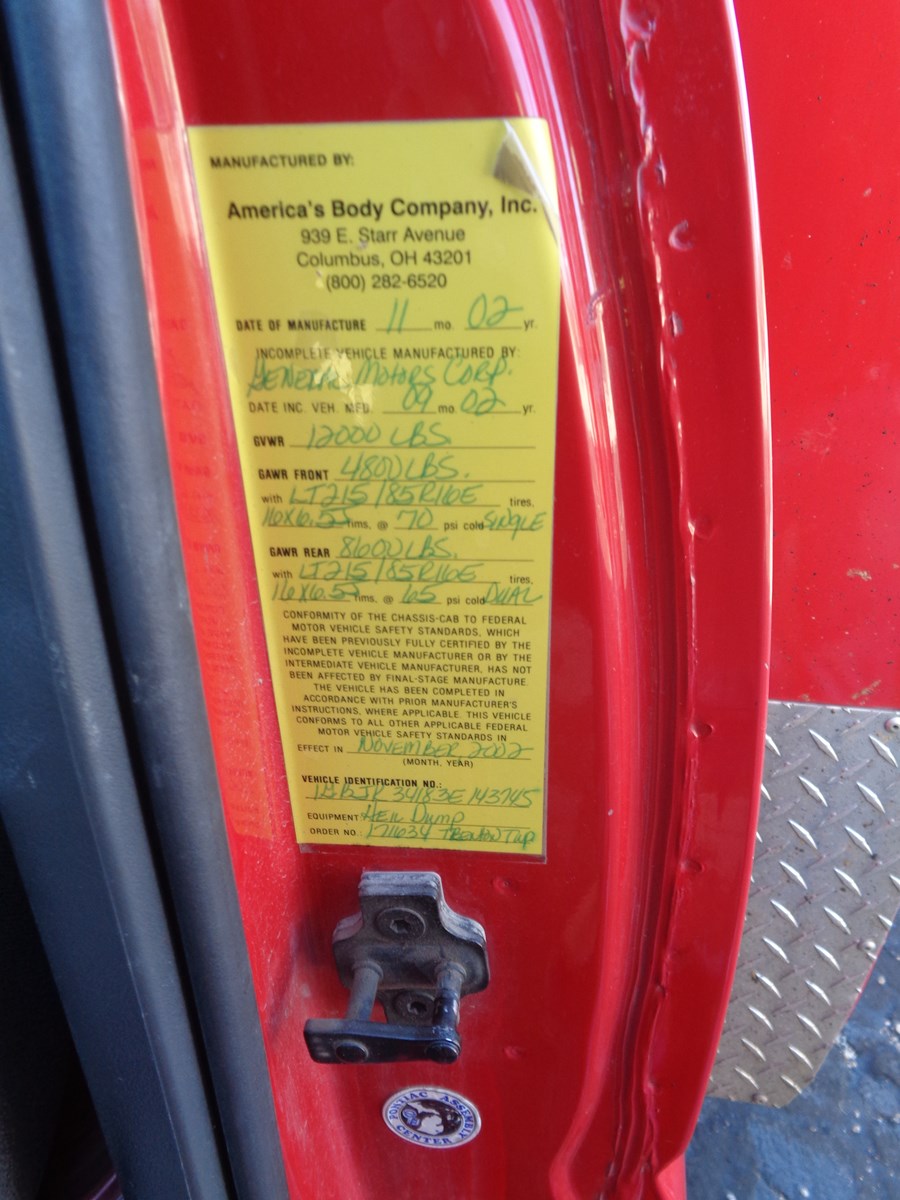 MANUFACTURED BY:
America's Body Company, Inc.
939 E. Starr Avenue
Columbus, OH 43201
(800) 282-6520
DATE OF MANUFACTURE 11 mo. 02 yr.
INCOMPLETE VEHICLE MANUFACTURED BY:
GENERAL MOTORS CORP.
DATE INC. VEH. MFD. 09 mo. 02 yr.
GVWR 12000 LBS
GAWR FRONT 4800 LBS.
with LT215/85R16E tires,
16X6.5J rims, @ 70 psi cold SINGLE
GAWR REAR 8600 LBS.
with LT215/85R16E tires,
16X6.5J rims, @ 65 psi cold DUAL
CONFORMITY OF THE CHASSIS-CAB TO FEDERAL
MOTOR VEHICLE SAFETY STANDARDS, WHICH
HAVE BEEN PREVIOUSLY FULLY CERTIFIED BY THE
INCOMPLETE VEHICLE MANUFACTURER OR BY THE
INTERMEDIATE VEHICLE MANUFACTURER, HAS NOT
BEEN AFFECTED BY FINAL-STAGE MANUFACTURE.
THE VEHICLE HAS BEEN COMPLETED IN
ACCORDANCE WITH PRIOR MANUFACTURER'S
INSTRUCTIONS, WHERE APPLICABLE. THIS VEHICLE
CONFORMS TO ALL OTHER APPLICABLE FEDERAL
MOTOR VEHICLE SAFETY STANDARDS IN
EFFECT IN NOVEMBER, 2002
(MONTH, YEAR)
VEHICLE IDENTIFICATION NO.:
1GBJK34183E143745
EQUIPMENT: HEIL DUMP
ORDER NO.: 171634
PONTIAC ASSEMBLY
CENTER